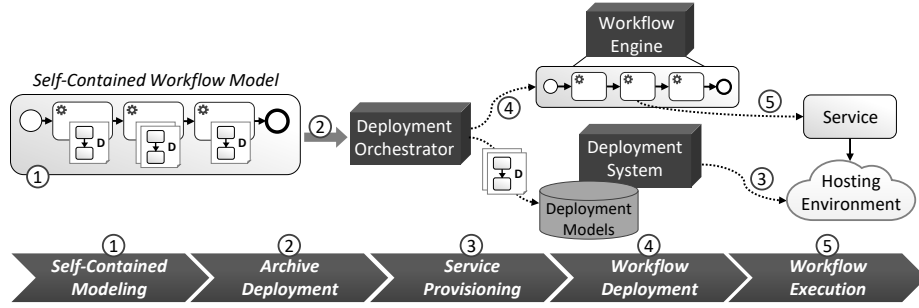 Self-Contained Workflow Model
D
D
D
1
2
Deployment
Orchestrator
4
D
Workflow
Engine
5
Service
Deployment
System
3
Deployment
Models
Hosting
Environment
1
Self-Contained
Modeling
2
Archive
Deployment
3
Service
Provisioning
4
Workflow
Deployment
5
Workflow
Execution